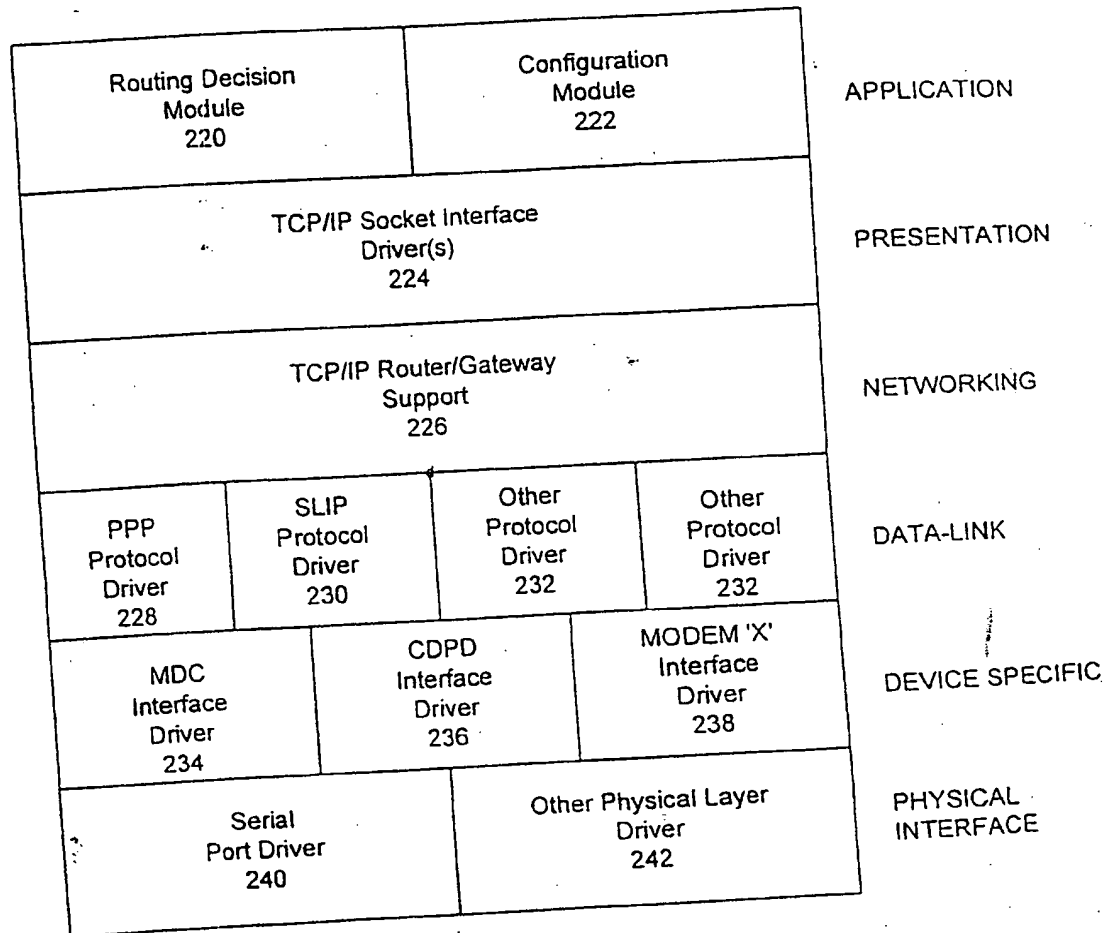 Routing Decision
Module
220
Configuration
Module
222
APPLICATION
TCP/IP Socket Interface
Driver(s)
224
PRESENTATION
TCP/IP Router/Gateway
Support
226
NETWORKING
PPP
Protocol
Driver
228
SLIP
Protocol
Driver
230
Other
Protocol
Driver
232
Other
Protocol
Driver
232
DATA-LINK
MDC
Interface
Driver
234
CDPD
Interface
Driver
236
MODEM 'X'
Interface
Driver
238
DEVICE SPECIFIC
Serial
Port Driver
240
Other Physical Layer
Driver
242
PHYSICAL
INTERFACE